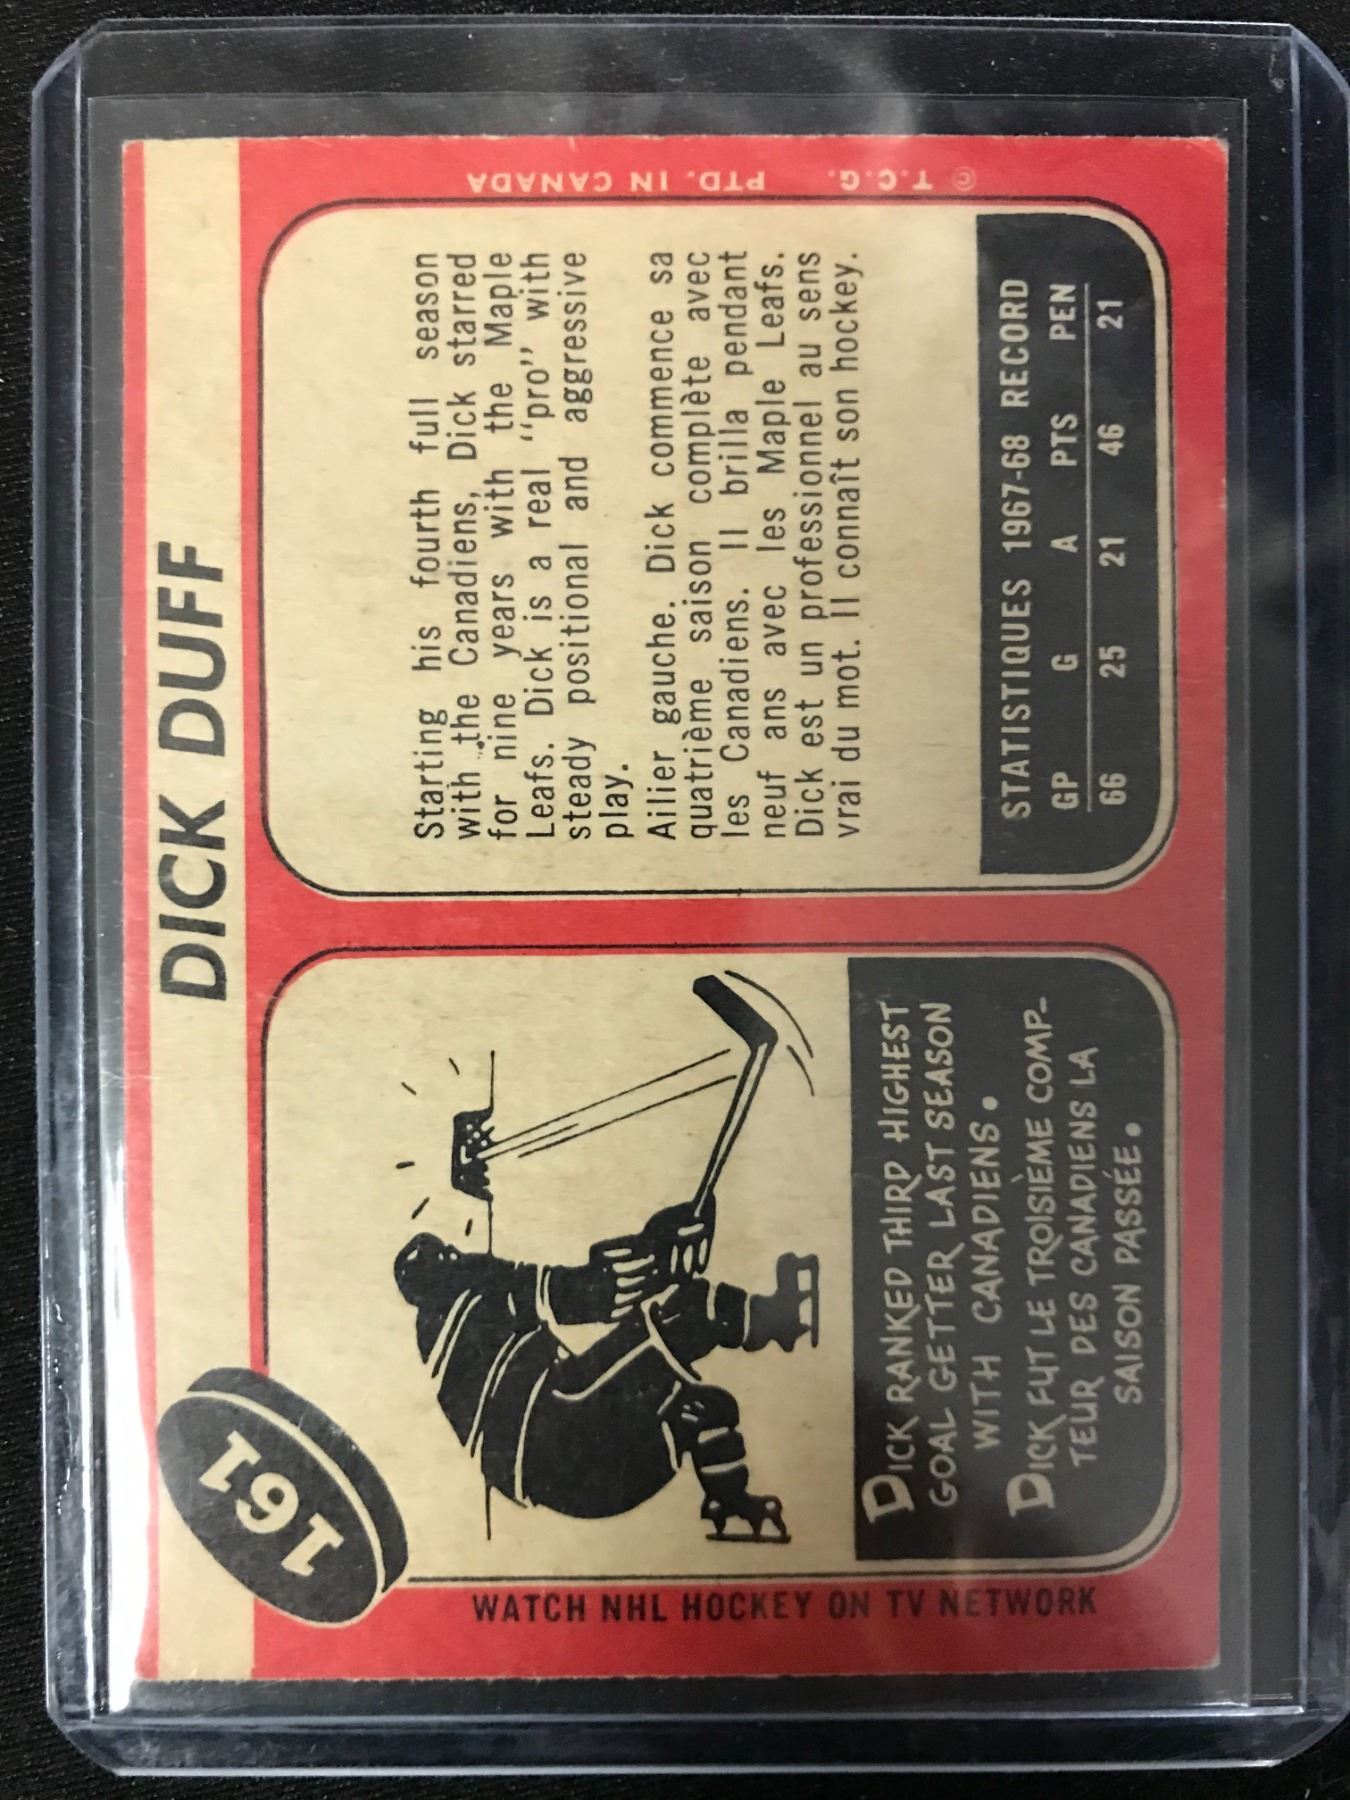 DICK DUFF
161
Starting his fourth full season
with the Canadiens, Dick starred
for nine years with the Maple
Leafs. Dick is a real “pro” with
steady positional and aggressive
play.
Ailier gauche. Dick commence sa
quatrième saison complète avec
les Canadiens. Il brilla pendant
neuf ans avec les Maple Leafs.
Dick est un professionnel au sens
vrai du mot. Il connaît son hockey.
STATISTIQUES 1967-68 RECORD
GP G A PTS PEN
66 25 21 46 21
DICK RANKED THIRD HIGHEST
GOAL GETTER LAST SEASON
WITH CANADIENS.
DICK FUT LE TROISIÈME COMP-
TEUR DES CANADIENS LA
SAISON PASSÉE.
WATCH NHL HOCKEY ON TV NETWORK
© T.C.G. PTD. IN CANADA